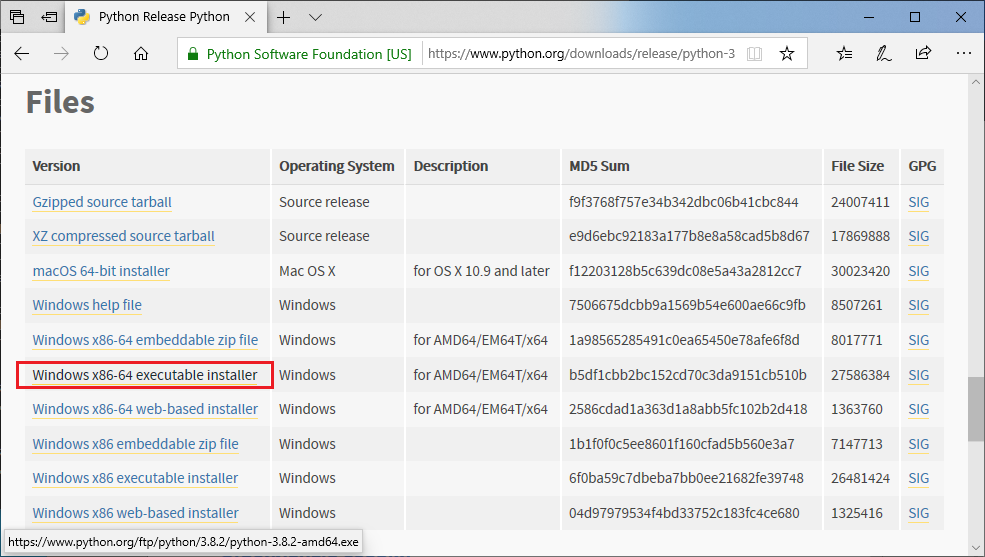 Python Release Python
Python Software Foundation [US] https://www.python.org/downloads/release/python-3
Files
Version Operating System Description MD5 Sum File Size GPG
Gzipped source tarball Source release f9f3768f757e34b342dbc06b41cbc844 24007411 SIG
XZ compressed source tarball Source release e9d6ebc92183a177b8e8a58cad5b8d67 17869888 SIG
macOS 64-bit installer Mac OS X for OS X 10.9 and later f12203128b5c639dc08e5a43a2812cc7 30023420 SIG
Windows help file Windows 7506675dcbb9a1569b54e600ae66c9fb 8507261 SIG
Windows x86-64 embeddable zip file Windows for AMD64/EM64T/x64 1a98565285491c0ea65450e78afe6f8d 8017771 SIG
Windows x86-64 executable installer Windows for AMD64/EM64T/x64 b5df1cbb2bc152cd70c3da9151cb510b 27586384 SIG
Windows x86-64 web-based installer Windows for AMD64/EM64T/x64 2586cdad1a363d1a8abb5fc102b2d418 1363760 SIG
Windows x86 embeddable zip file Windows 1b1f0f0c5ee8601f160cfad5b560e3a7 7147713 SIG
Windows x86 executable installer Windows 6f0ba59c7dbeba7bb0ee21682fe39748 26481424 SIG
Windows x86 web-based installer Windows 04d97979534f4bd33752c183fc4ce680 1325416 SIG
https://www.python.org/ftp/python/3.8.2/python-3.8.2-amd64.exe